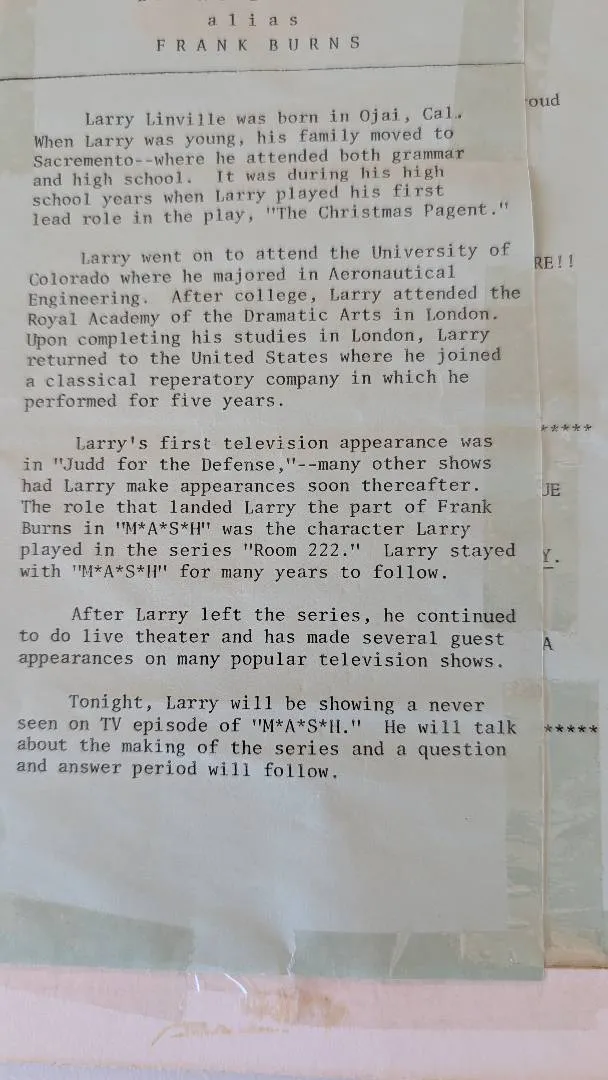 a l i a s
F R A N K  B U R N S
Larry Linville was born in Ojai, Cal.
When Larry was young, his family moved to
Sacremento--where he attended both grammar
and high school. It was during his high
school years when Larry played his first
lead role in the play, "The Christmas Pagent."
Larry went on to attend the University of
Colorado where he majored in Aeronautical
Engineering. After college, Larry attended the
Royal Academy of the Dramatic Arts in London.
Upon completing his studies in London, Larry
returned to the United States where he joined
a classical reperatory company in which he
performed for five years.
Larry's first television appearance was
in "Judd for the Defense,"--many other shows
had Larry make appearances soon thereafter.
The role that landed Larry the part of Frank
Burns in "M*A*S*H" was the character Larry
played in the series "Room 222." Larry stayed
with "M*A*S*H" for many years to follow.
After Larry left the series, he continued
to do live theater and has made several guest
appearances on many popular television shows.
Tonight, Larry will be showing a never
seen on TV episode of "M*A*S*H." He will talk
about the making of the series and a question
and answer period will follow.
oud
RE!!
*****
UE
Y.
A
*****